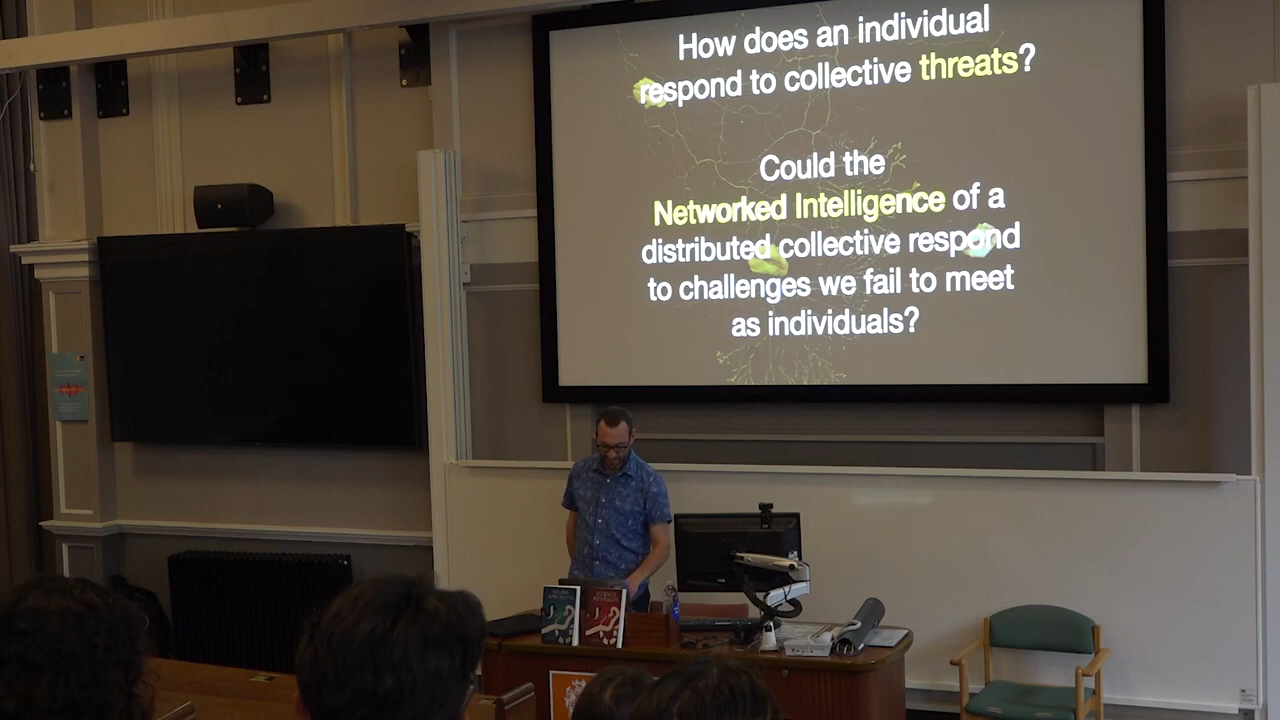 How does an individual
respond to collective threats?
Could the
Networked Intelligence of a
distributed collective respond
to challenges we fail to meet
as individuals?
SCIENCE